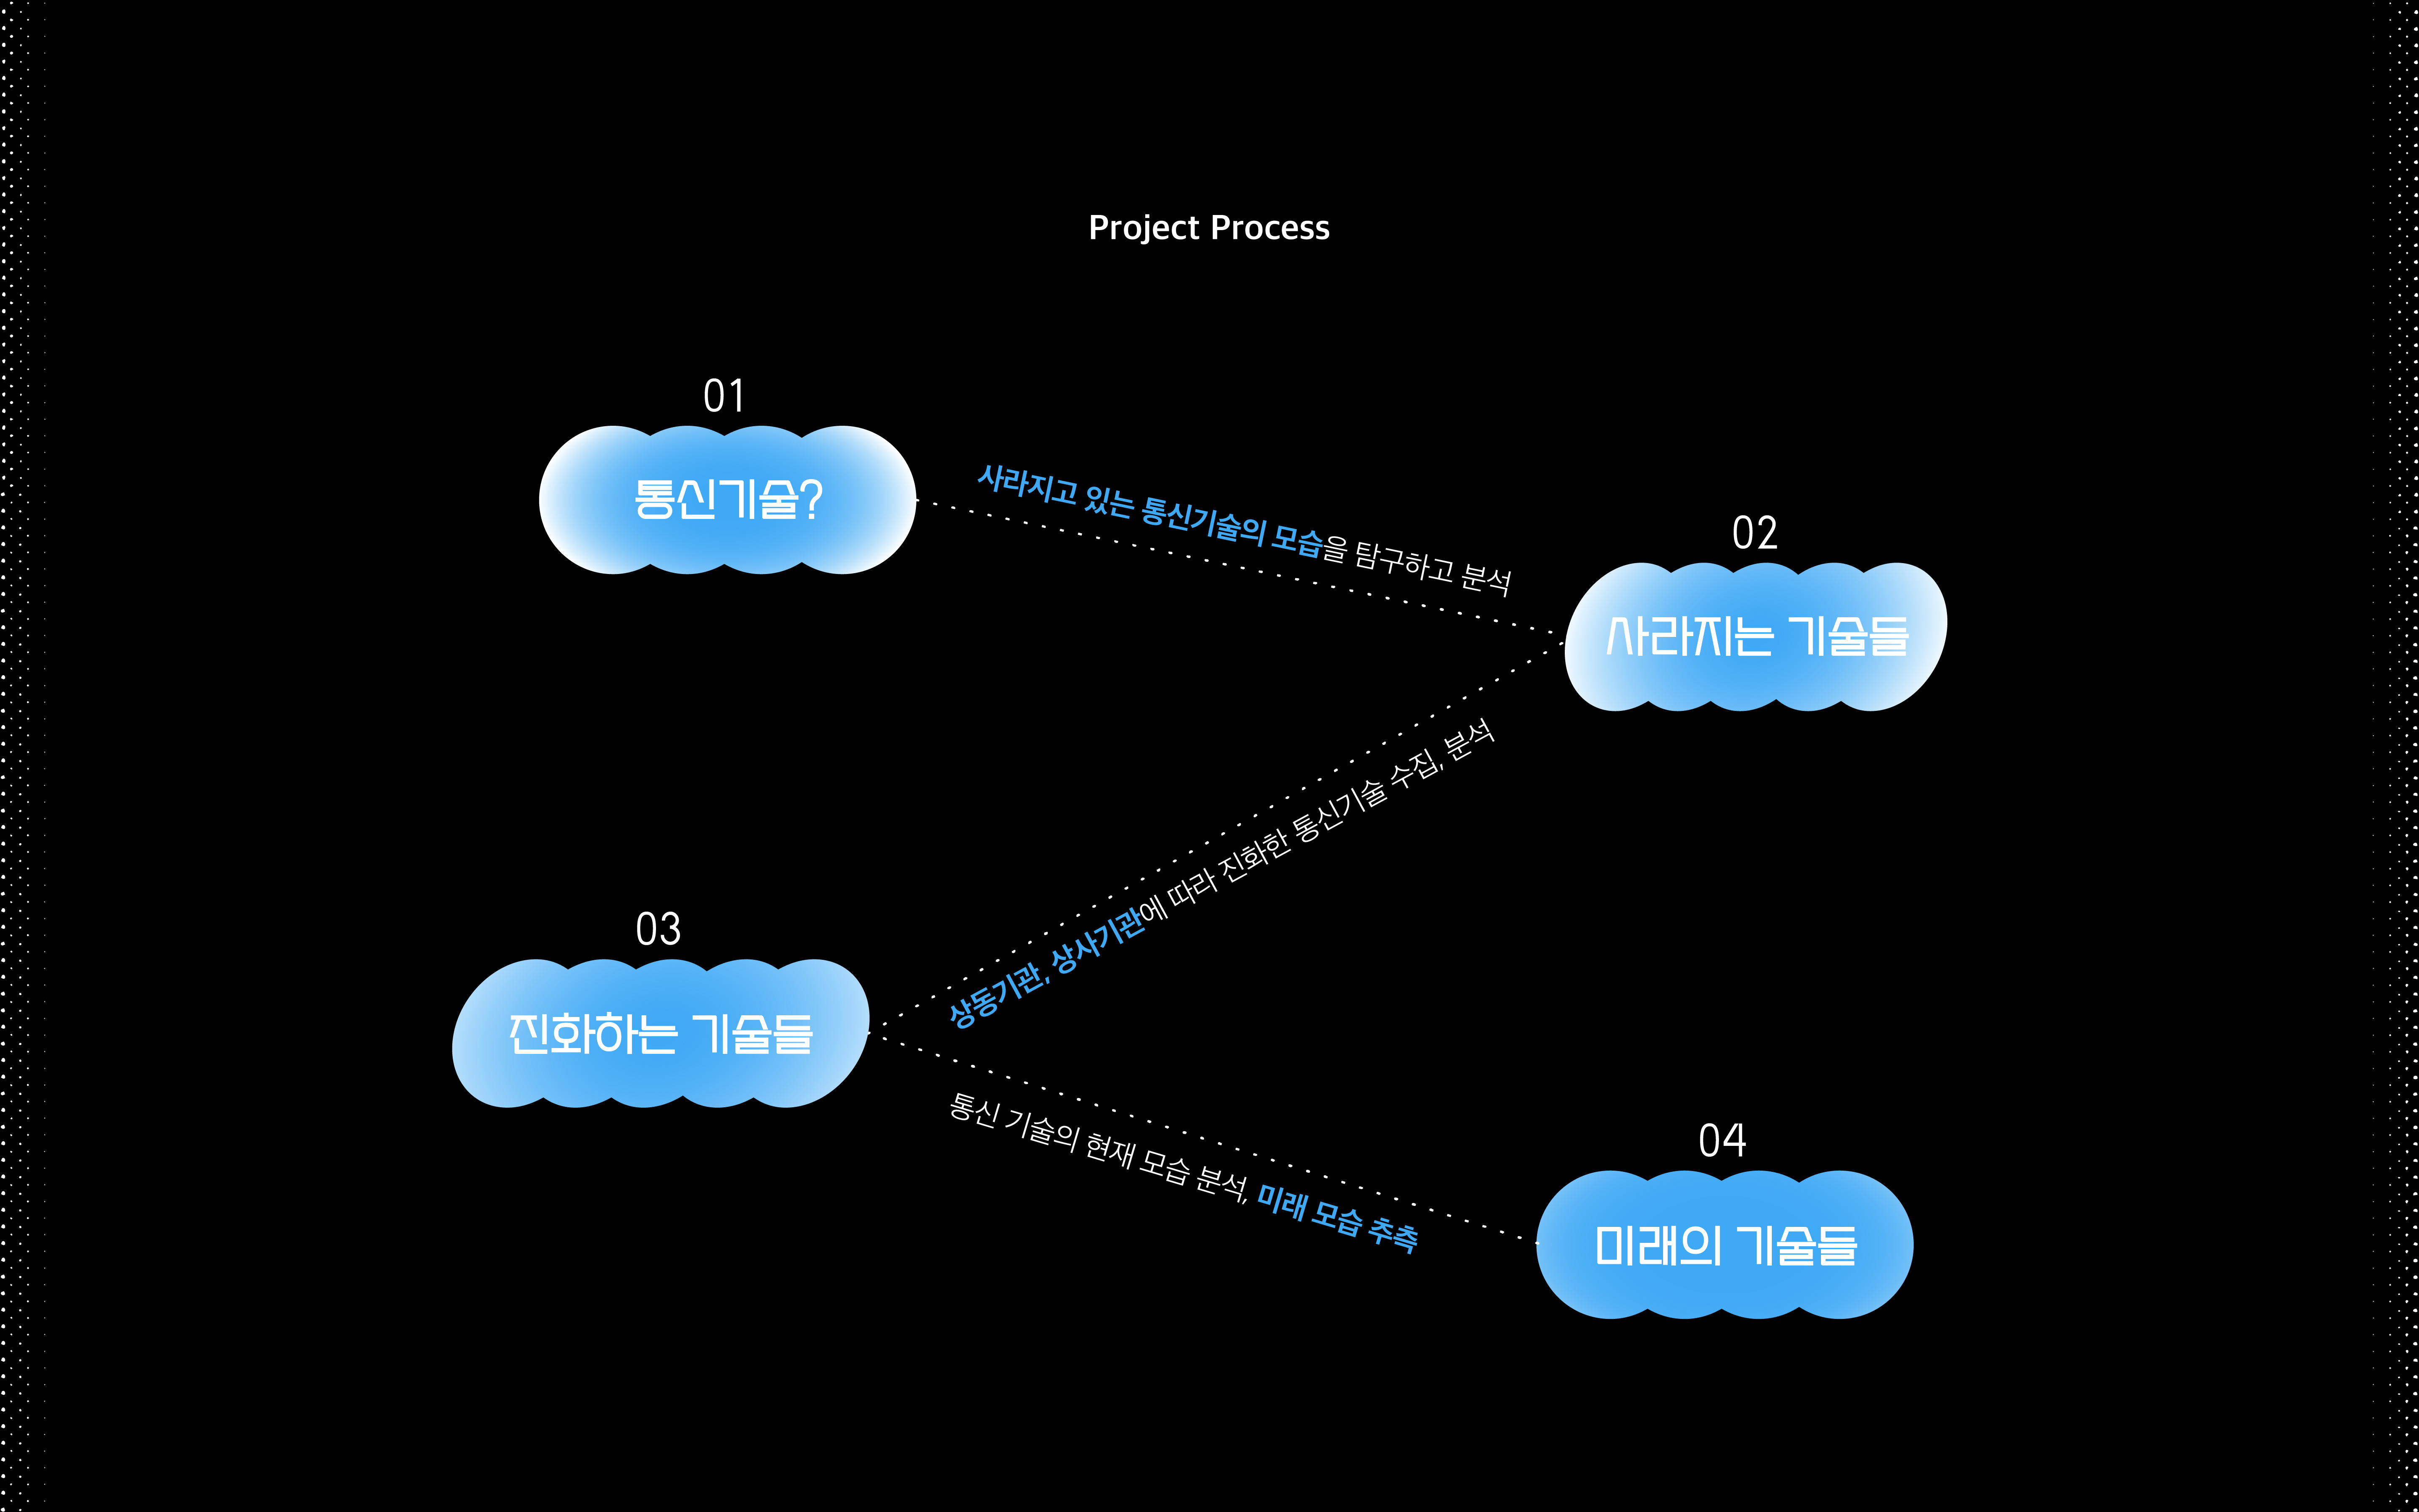 Project Process
01
통신기술?
사라지고 있는 통신기술의 모습을 탐구하고 분석
02
사라지는 기술들
상동기관, 상사기관에 따라 진화한 통신기술 수집, 분석
03
진화하는 기술들
통신 기술의 현재 모습 분석, 미래 모습 추측
04
미래의 기술들